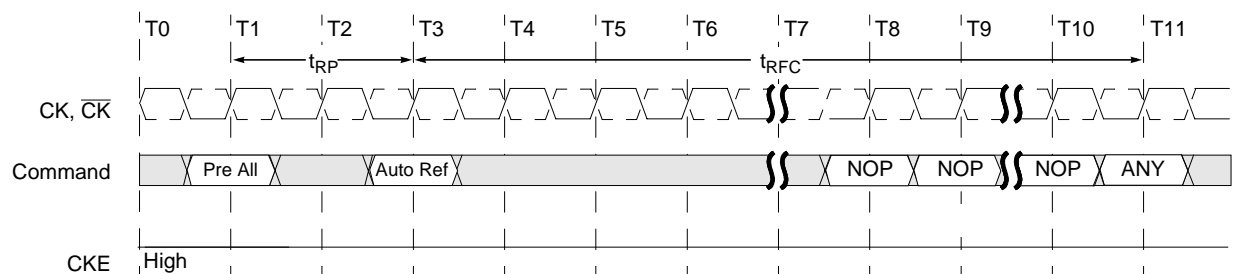 T0 T1 T2 T3 T4 T5 T6 T7 T8 T9 T10 T11
tRP tRFC
CK, C̅K̅
Command Pre All Auto Ref NOP NOP NOP ANY
CKE High